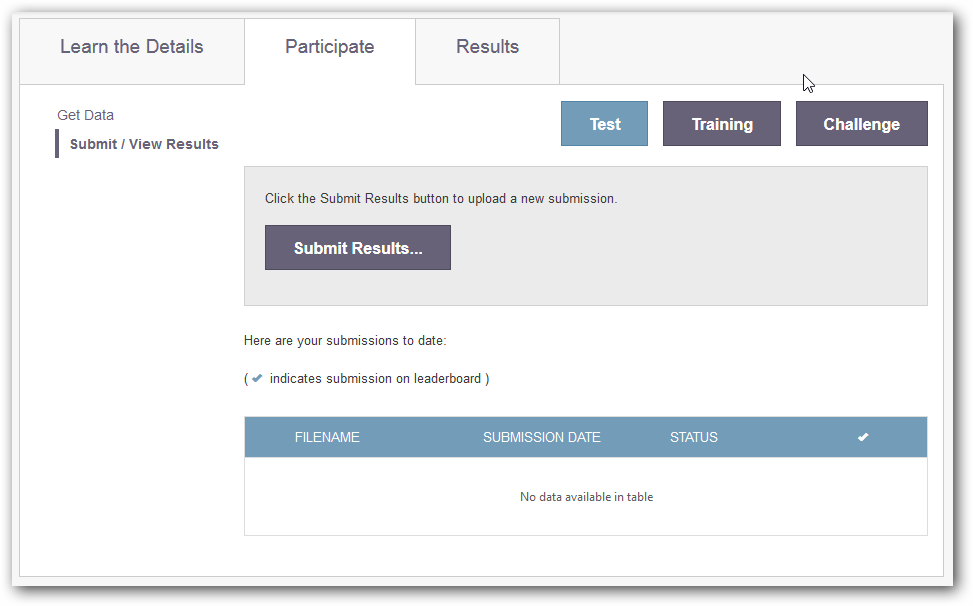 Learn the Details Participate Results
Get Data
Submit / View Results
Test Training Challenge
Click the Submit Results button to upload a new submission.
Submit Results...
Here are your submissions to date:
( ✔ indicates submission on leaderboard )
FILENAME SUBMISSION DATE STATUS ✔
No data available in table